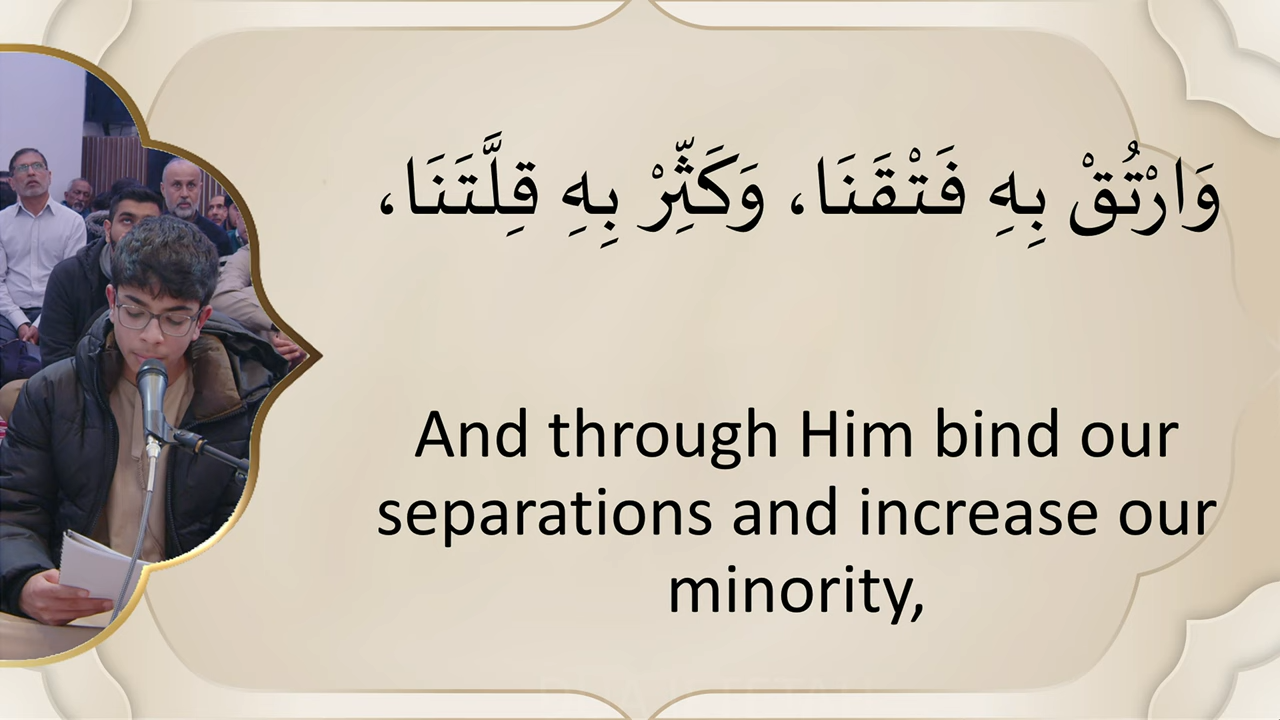 وَارْتُقْ بِهِ فَتْقَنَا، وَكَثِّرْ بِهِ قِلَّتَنَا،
And through Him bind our
separations and increase our
minority,